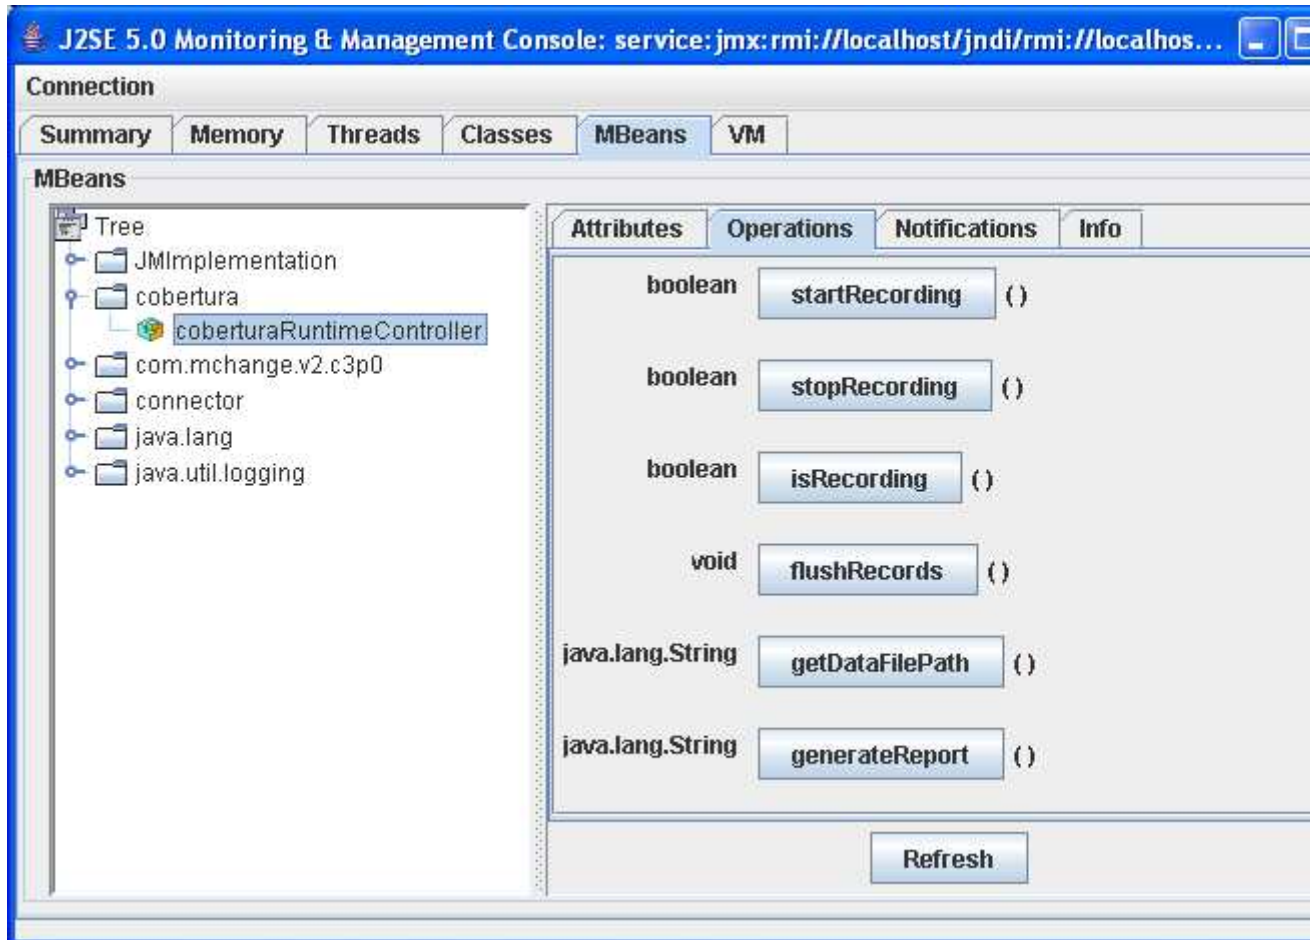 J2SE 5.0 Monitoring & Management Console: service:jmx:rmi://localhost/jndi/rmi://localhos...
Connection
Summary Memory Threads Classes MBeans VM
MBeans
Tree
JMImplementation
cobertura
coberturaRuntimeController
com.mchange.v2.c3p0
connector
java.lang
java.util.logging
Attributes Operations Notifications Info
boolean startRecording ( )
boolean stopRecording ( )
boolean isRecording ( )
void flushRecords ( )
java.lang.String getDataFilePath ( )
java.lang.String generateReport ( )
Refresh